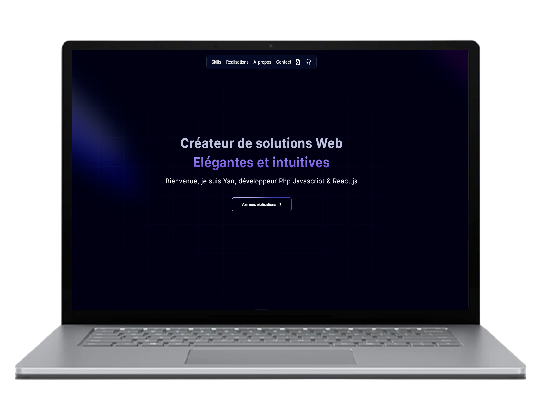 Skills Réalisations A propos Contact
Créateur de solutions Web
Elégantes et intuitives
Bienvenue, je suis Yan, développeur Php Javascript & React.js